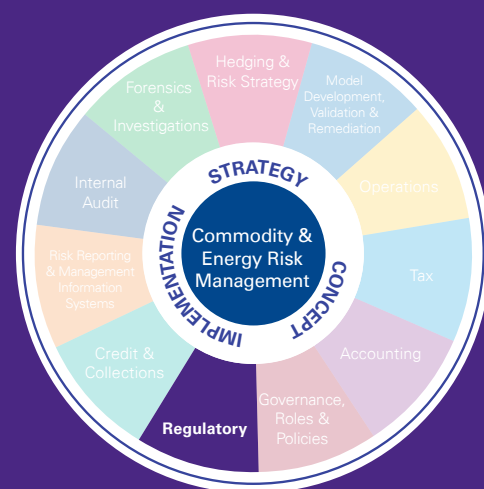 Hedging &
Risk Strategy
Model
Development,
Validation &
Remediation
Operations
Tax
Accounting
Governance,
Roles &
Policies
Regulatory
Credit &
Collections
Risk Reporting
& Management
Information
Systems
Internal
Audit
Forensics
&
Investigations
STRATEGY
CONCEPT
IMPLEMENTATION
Commodity &
Energy Risk
Management